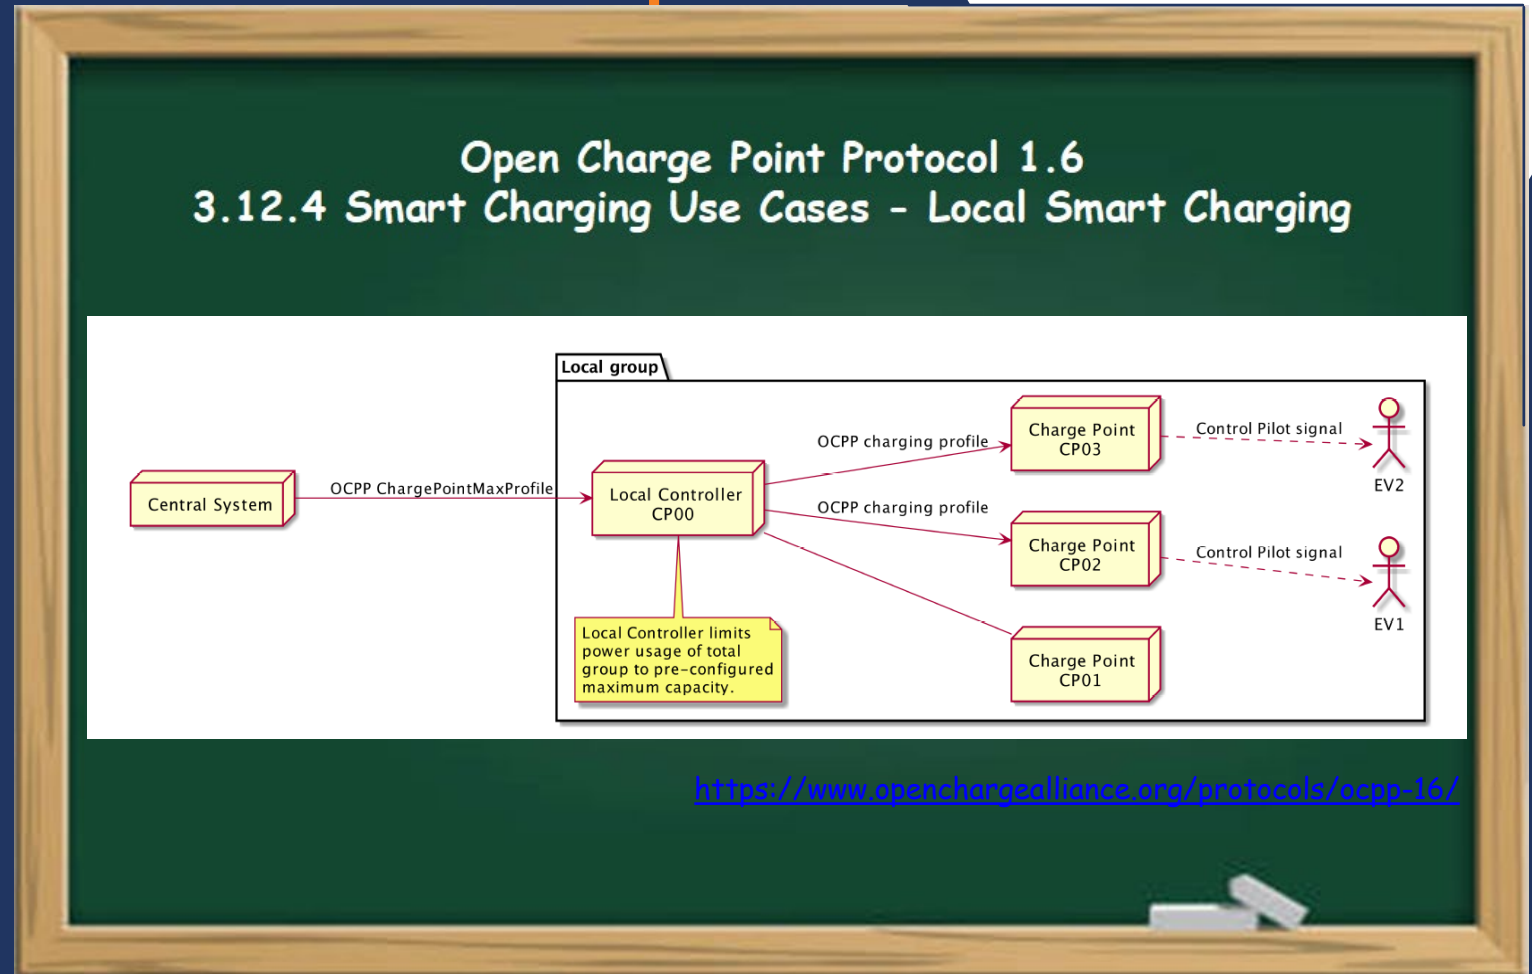 Open Charge Point Protocol 1.6
3.12.4 Smart Charging Use Cases - Local Smart Charging
Local group
Central System
OCPP ChargePointMaxProfile
Local Controller
CP00
Local Controller limits
power usage of total
group to pre-configured
maximum capacity.
OCPP charging profile
Charge Point
CP03
Control Pilot signal
EV2
OCPP charging profile
Charge Point
CP02
Control Pilot signal
EV1
Charge Point
CP01
https://www.openchargealliance.org/protocols/ocpp-16/